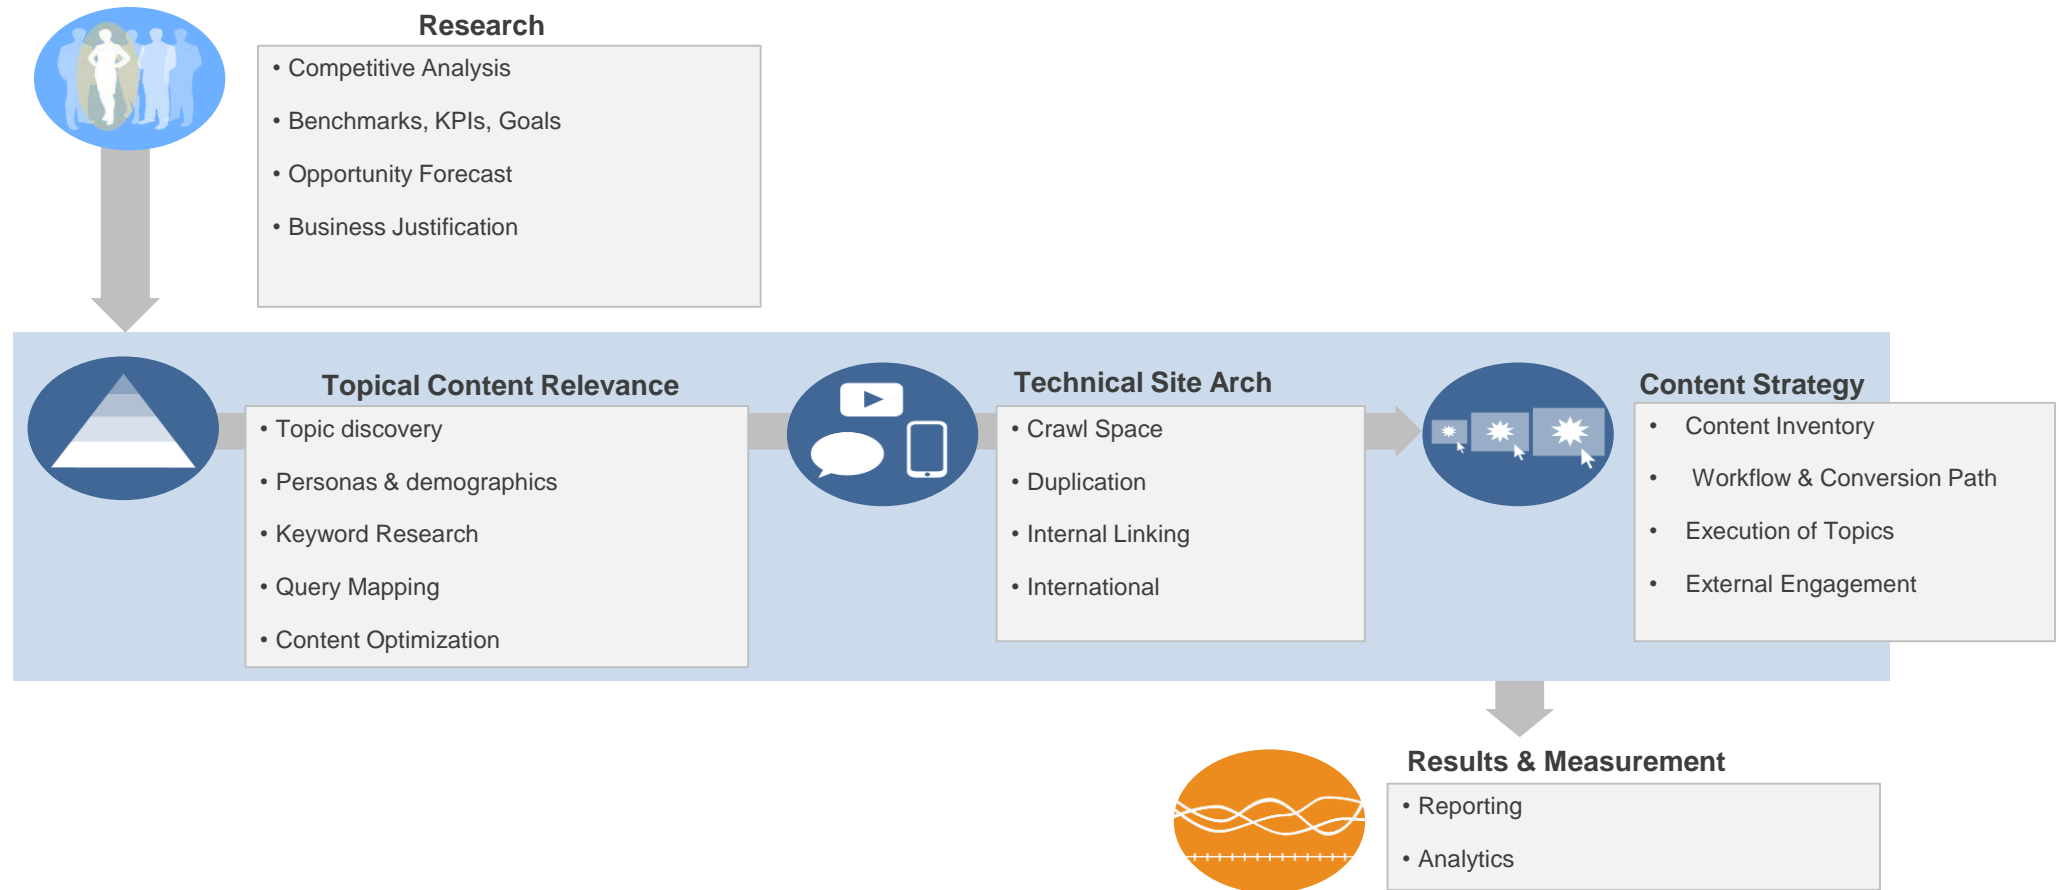 Research
• Competitive Analysis
• Benchmarks, KPIs, Goals
• Opportunity Forecast
• Business Justification
Topical Content Relevance
• Topic discovery
• Personas & demographics
• Keyword Research
• Query Mapping
• Content Optimization
Technical Site Arch
• Crawl Space
• Duplication
• Internal Linking
• International
Content Strategy
• Content Inventory
• Workflow & Conversion Path
• Execution of Topics
• External Engagement
Results & Measurement
• Reporting
• Analytics